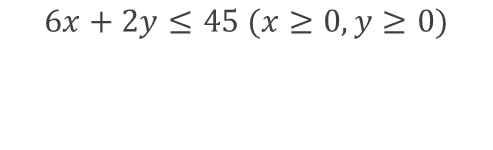 6𝑥 + 2𝑦 ≤ 45 (𝑥 ≥ 0, 𝑦 ≥ 0)